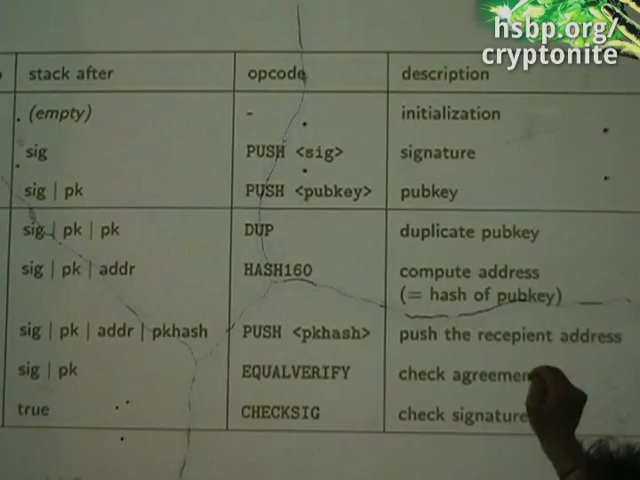 hsbp.org/
cryptonite
stack after opcode description
(empty) - initialization
sig PUSH <sig> signature
sig | pk PUSH <pubkey> pubkey
sig | pk | pk DUP duplicate pubkey
sig | pk | addr HASH160 compute address
(= hash of pubkey)
sig | pk | addr | pkhash PUSH <pkhash> push the recepient address
sig | pk EQUALVERIFY check agreement
true CHECKSIG check signature